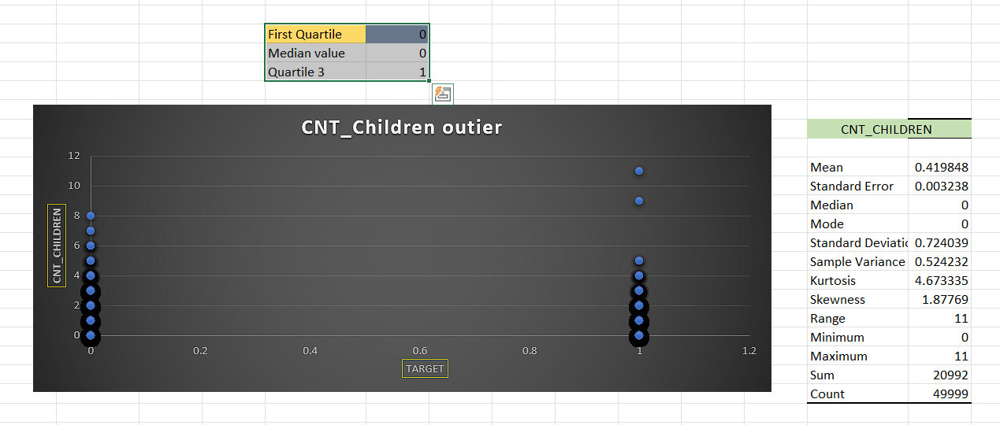 First Quartile 0
Median value 0
Quartile 3 1
CNT_Children outier
12
10
8
6
4
2
0
CNT_CHILDREN
0 0.2 0.4 0.6 0.8 1 1.2
TARGET
CNT_CHILDREN
Mean 0.419848
Standard Error 0.003238
Median 0
Mode 0
Standard Deviatic 0.724039
Sample Variance 0.524232
Kurtosis 4.673335
Skewness 1.87769
Range 11
Minimum 0
Maximum 11
Sum 20992
Count 49999